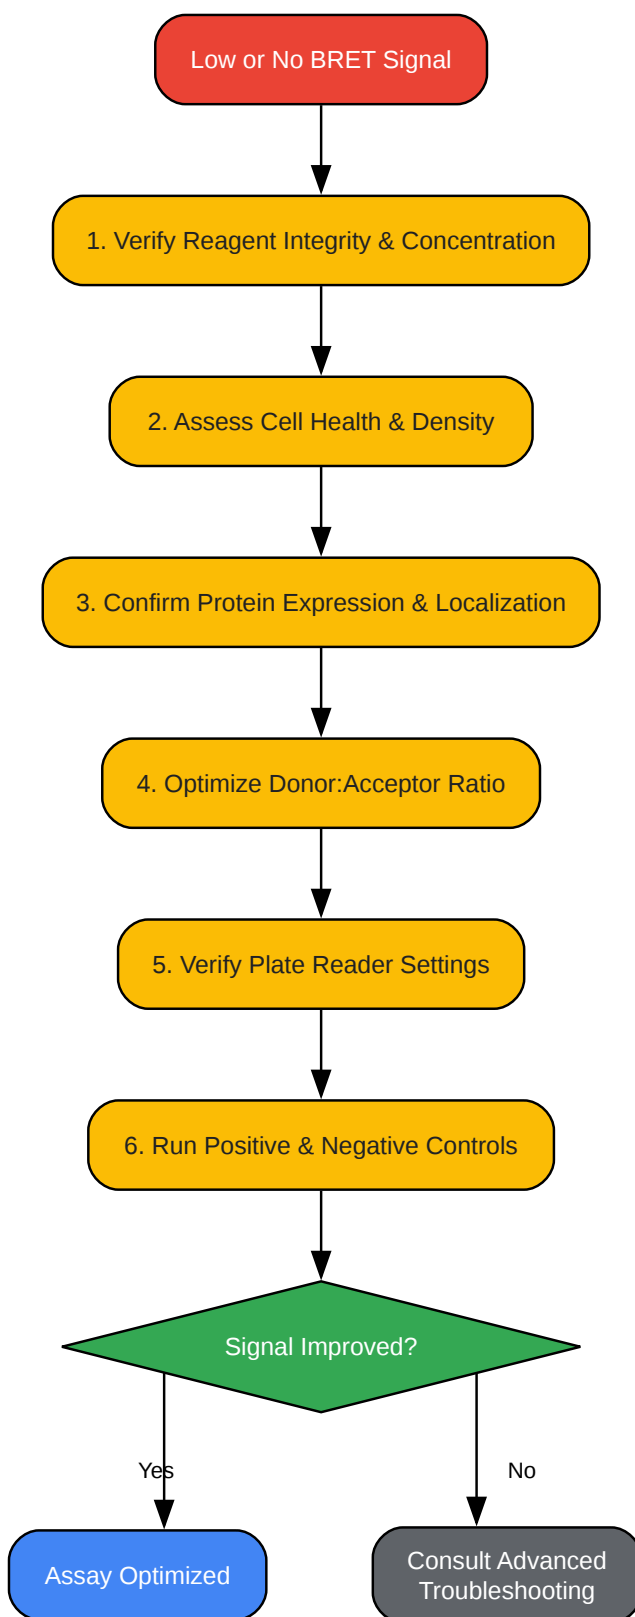 Low or No BRET Signal
1. Verify Reagent Integrity & Concentration
2. Assess Cell Health & Density
3. Confirm Protein Expression & Localization
4. Optimize Donor:Acceptor Ratio
5. Verify Plate Reader Settings
6. Run Positive & Negative Controls
Signal Improved?
Yes
No
Assay Optimized
Consult Advanced
Troubleshooting